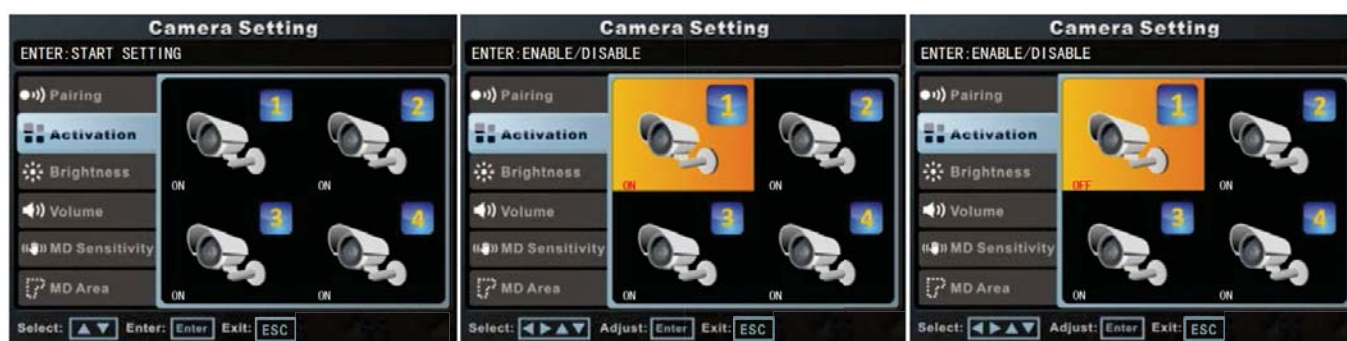 Camera Setting
ENTER:START SETTING
Pairing
Activation
Brightness
Volume
MD Sensitivity
MD Area
1
2
ON
ON
3
4
ON
ON
Select: ▲ ▼ Enter: Enter Exit: ESC
Camera Setting
ENTER:ENABLE/DISABLE
Pairing
Activation
Brightness
Volume
MD Sensitivity
MD Area
1
2
ON
ON
3
4
ON
ON
Select: ◀ ▶ ▲ ▼ Adjust: Enter Exit: ESC
Camera Setting
ENTER:ENABLE/DISABLE
Pairing
Activation
Brightness
Volume
MD Sensitivity
MD Area
1
2
OFF
ON
3
4
ON
ON
Select: ◀ ▶ ▲ ▼ Adjust: Enter Exit: ESC